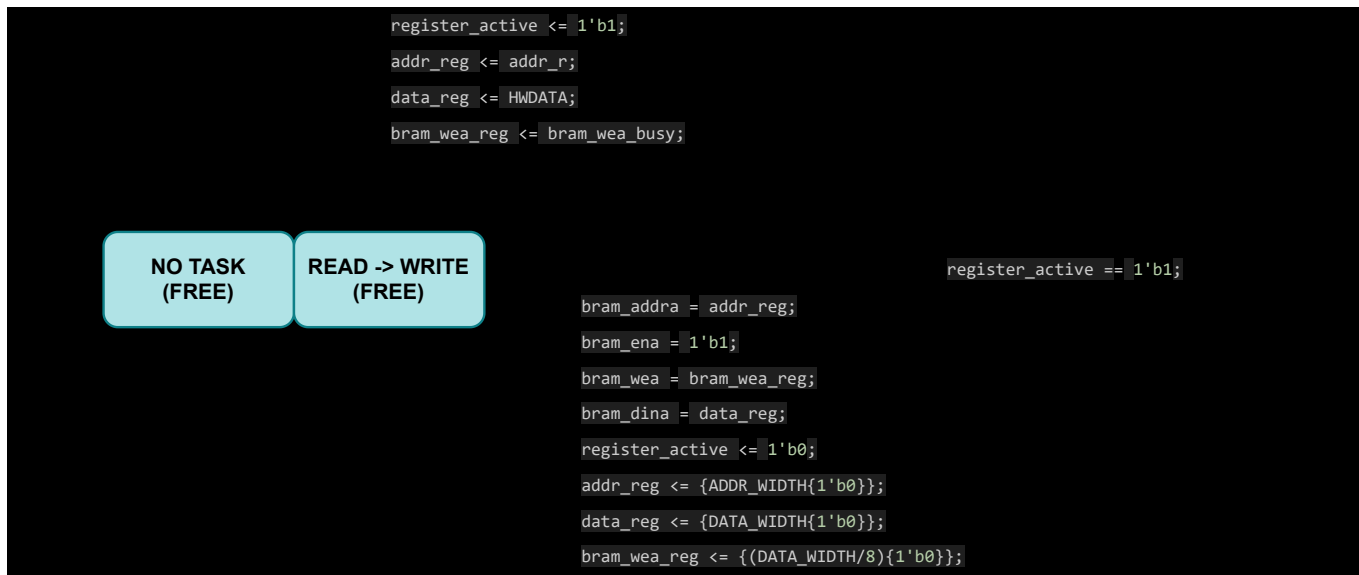 register_active <= 1'b1;
addr_reg <= addr_r;
data_reg <= HWDATA;
bram_wea_reg <= bram_wea_busy;
NO TASK
(FREE)
READ -> WRITE
(FREE)
register_active == 1'b1;
bram_addra = addr_reg;
bram_ena = 1'b1;
bram_wea = bram_wea_reg;
bram_dina = data_reg;
register_active <= 1'b0;
addr_reg <= {ADDR_WIDTH{1'b0}};
data_reg <= {DATA_WIDTH{1'b0}};
bram_wea_reg <= {(DATA_WIDTH/8){1'b0}};